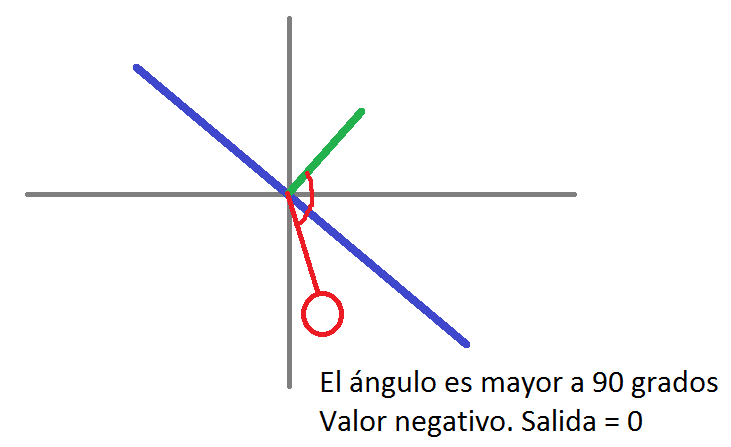 El ángulo es mayor a 90 grados
Valor negativo. Salida = 0